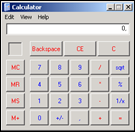 Calculator
Edit View Help
0.
Backspace CE C
MC 7 8 9 / sqrt
MR 4 5 6 * %
MS 1 2 3 - 1/x
M+ 0 +/- . + =